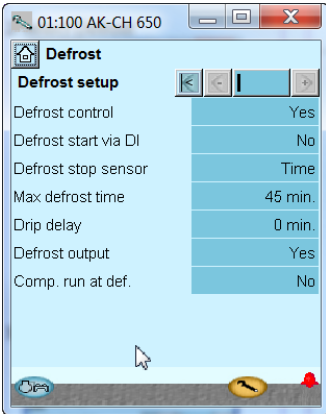 01:100 AK-CH 650
Defrost
Defrost setup
Defrost control Yes
Defrost start via DI No
Defrost stop sensor Time
Max defrost time 45 min.
Drip delay 0 min.
Defrost output Yes
Comp. run at def. No